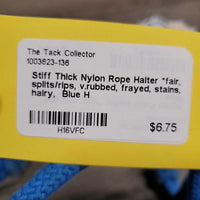 The Tack Collector
1003623-136
Stiff Thick Nylon Rope Halter *fair,
splits/rips, v.rubbed, frayed, stains,
hairy, Blue H
H16VFC
$6.75